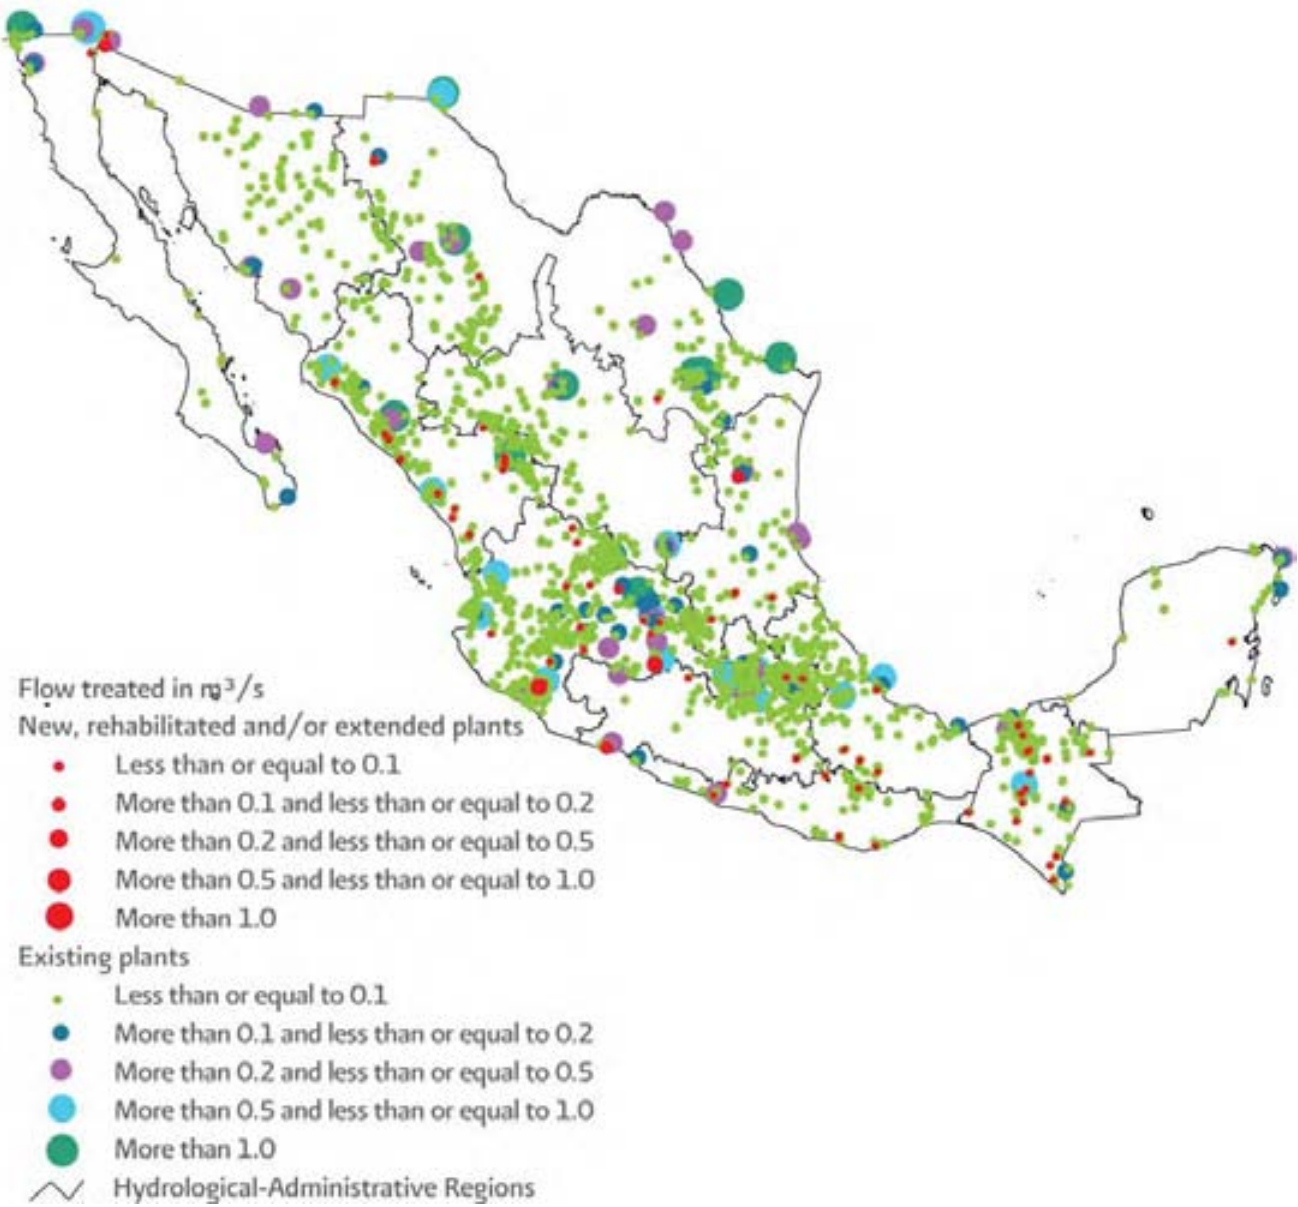 Flow treated in m³/s
New, rehabilitated and/or extended plants
Less than or equal to 0.1
More than 0.1 and less than or equal to 0.2
More than 0.2 and less than or equal to 0.5
More than 0.5 and less than or equal to 1.0
More than 1.0
Existing plants
Less than or equal to 0.1
More than 0.1 and less than or equal to 0.2
More than 0.2 and less than or equal to 0.5
More than 0.5 and less than or equal to 1.0
More than 1.0
Hydrological-Administrative Regions